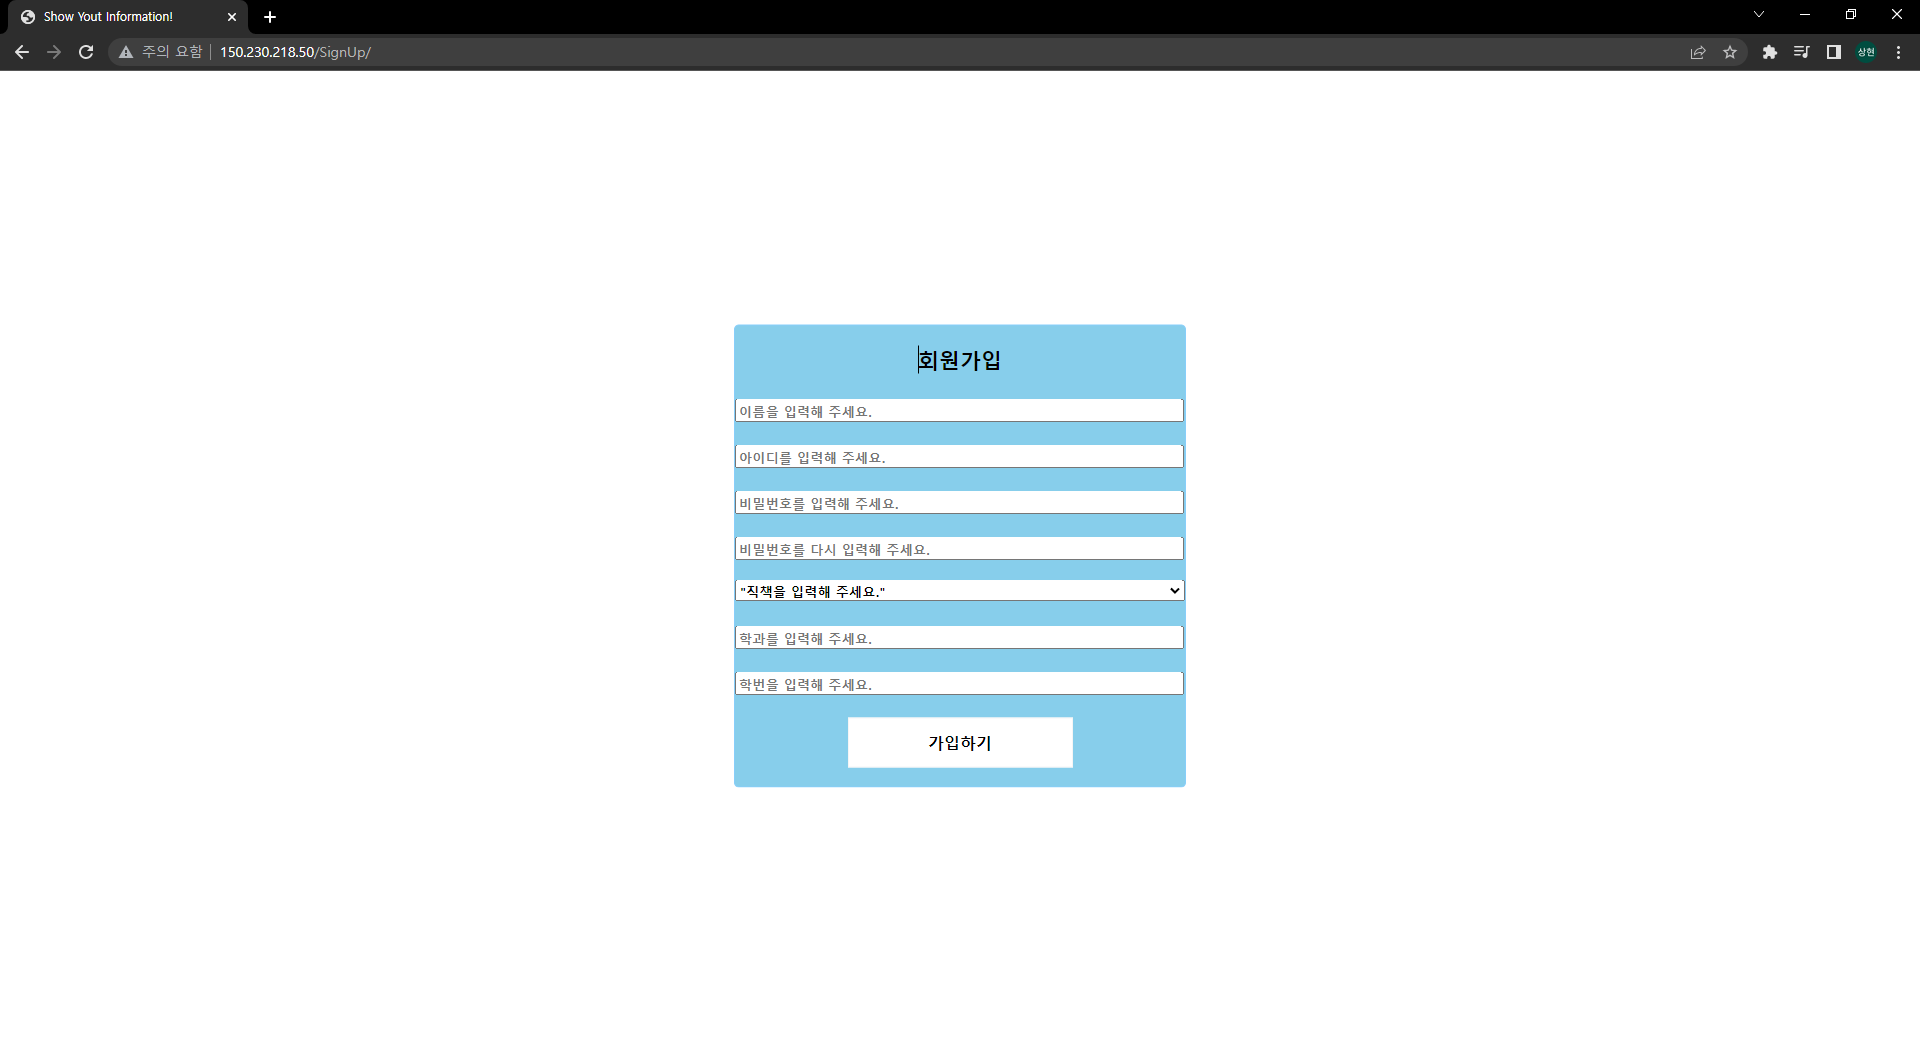 Show Yout Information!
주의 요함 150.230.218.50/SignUp/
상현
회원가입
이름을 입력해 주세요.
아이디를 입력해 주세요.
비밀번호를 입력해 주세요.
비밀번호를 다시 입력해 주세요.
"직책을 입력해 주세요."
학과를 입력해 주세요.
학번을 입력해 주세요.
가입하기